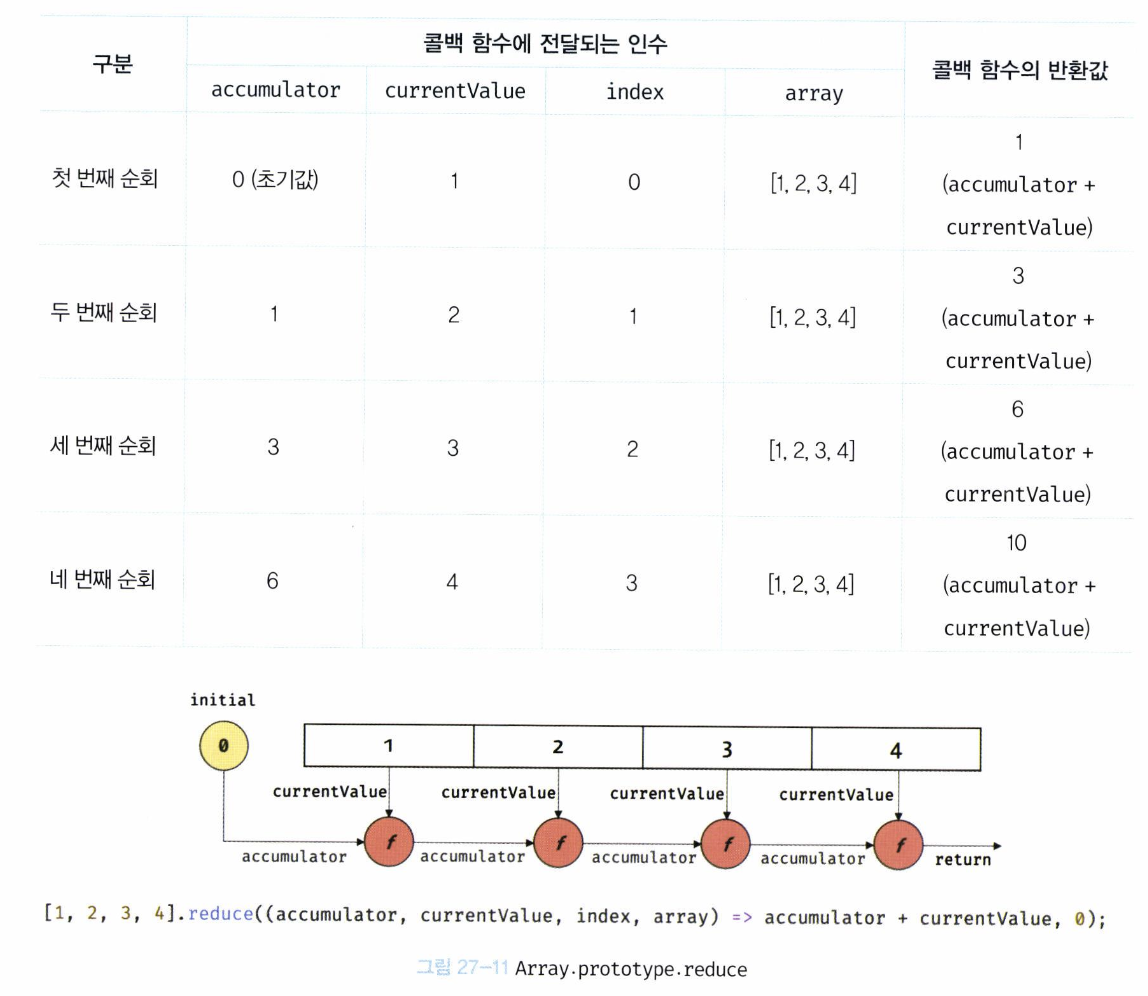 구분
콜백 함수에 전달되는 인수
콜백 함수의 반환값
accumulator currentValue index array
첫 번째 순회 0 (초기값) 1 0 [1, 2, 3, 4] 1
(accumulator +
currentValue)
두 번째 순회 1 2 1 [1, 2, 3, 4] 3
(accumulator +
currentValue)
세 번째 순회 3 3 2 [1, 2, 3, 4] 6
(accumulator +
currentValue)
네 번째 순회 6 4 3 [1, 2, 3, 4] 10
(accumulator +
currentValue)
initial
0 1 2 3 4
currentValue currentValue currentValue currentValue
f f f f
accumulator accumulator accumulator accumulator return
[1, 2, 3, 4].reduce((accumulator, currentValue, index, array) => accumulator + currentValue, 0);
그림 27-11 Array.prototype.reduce